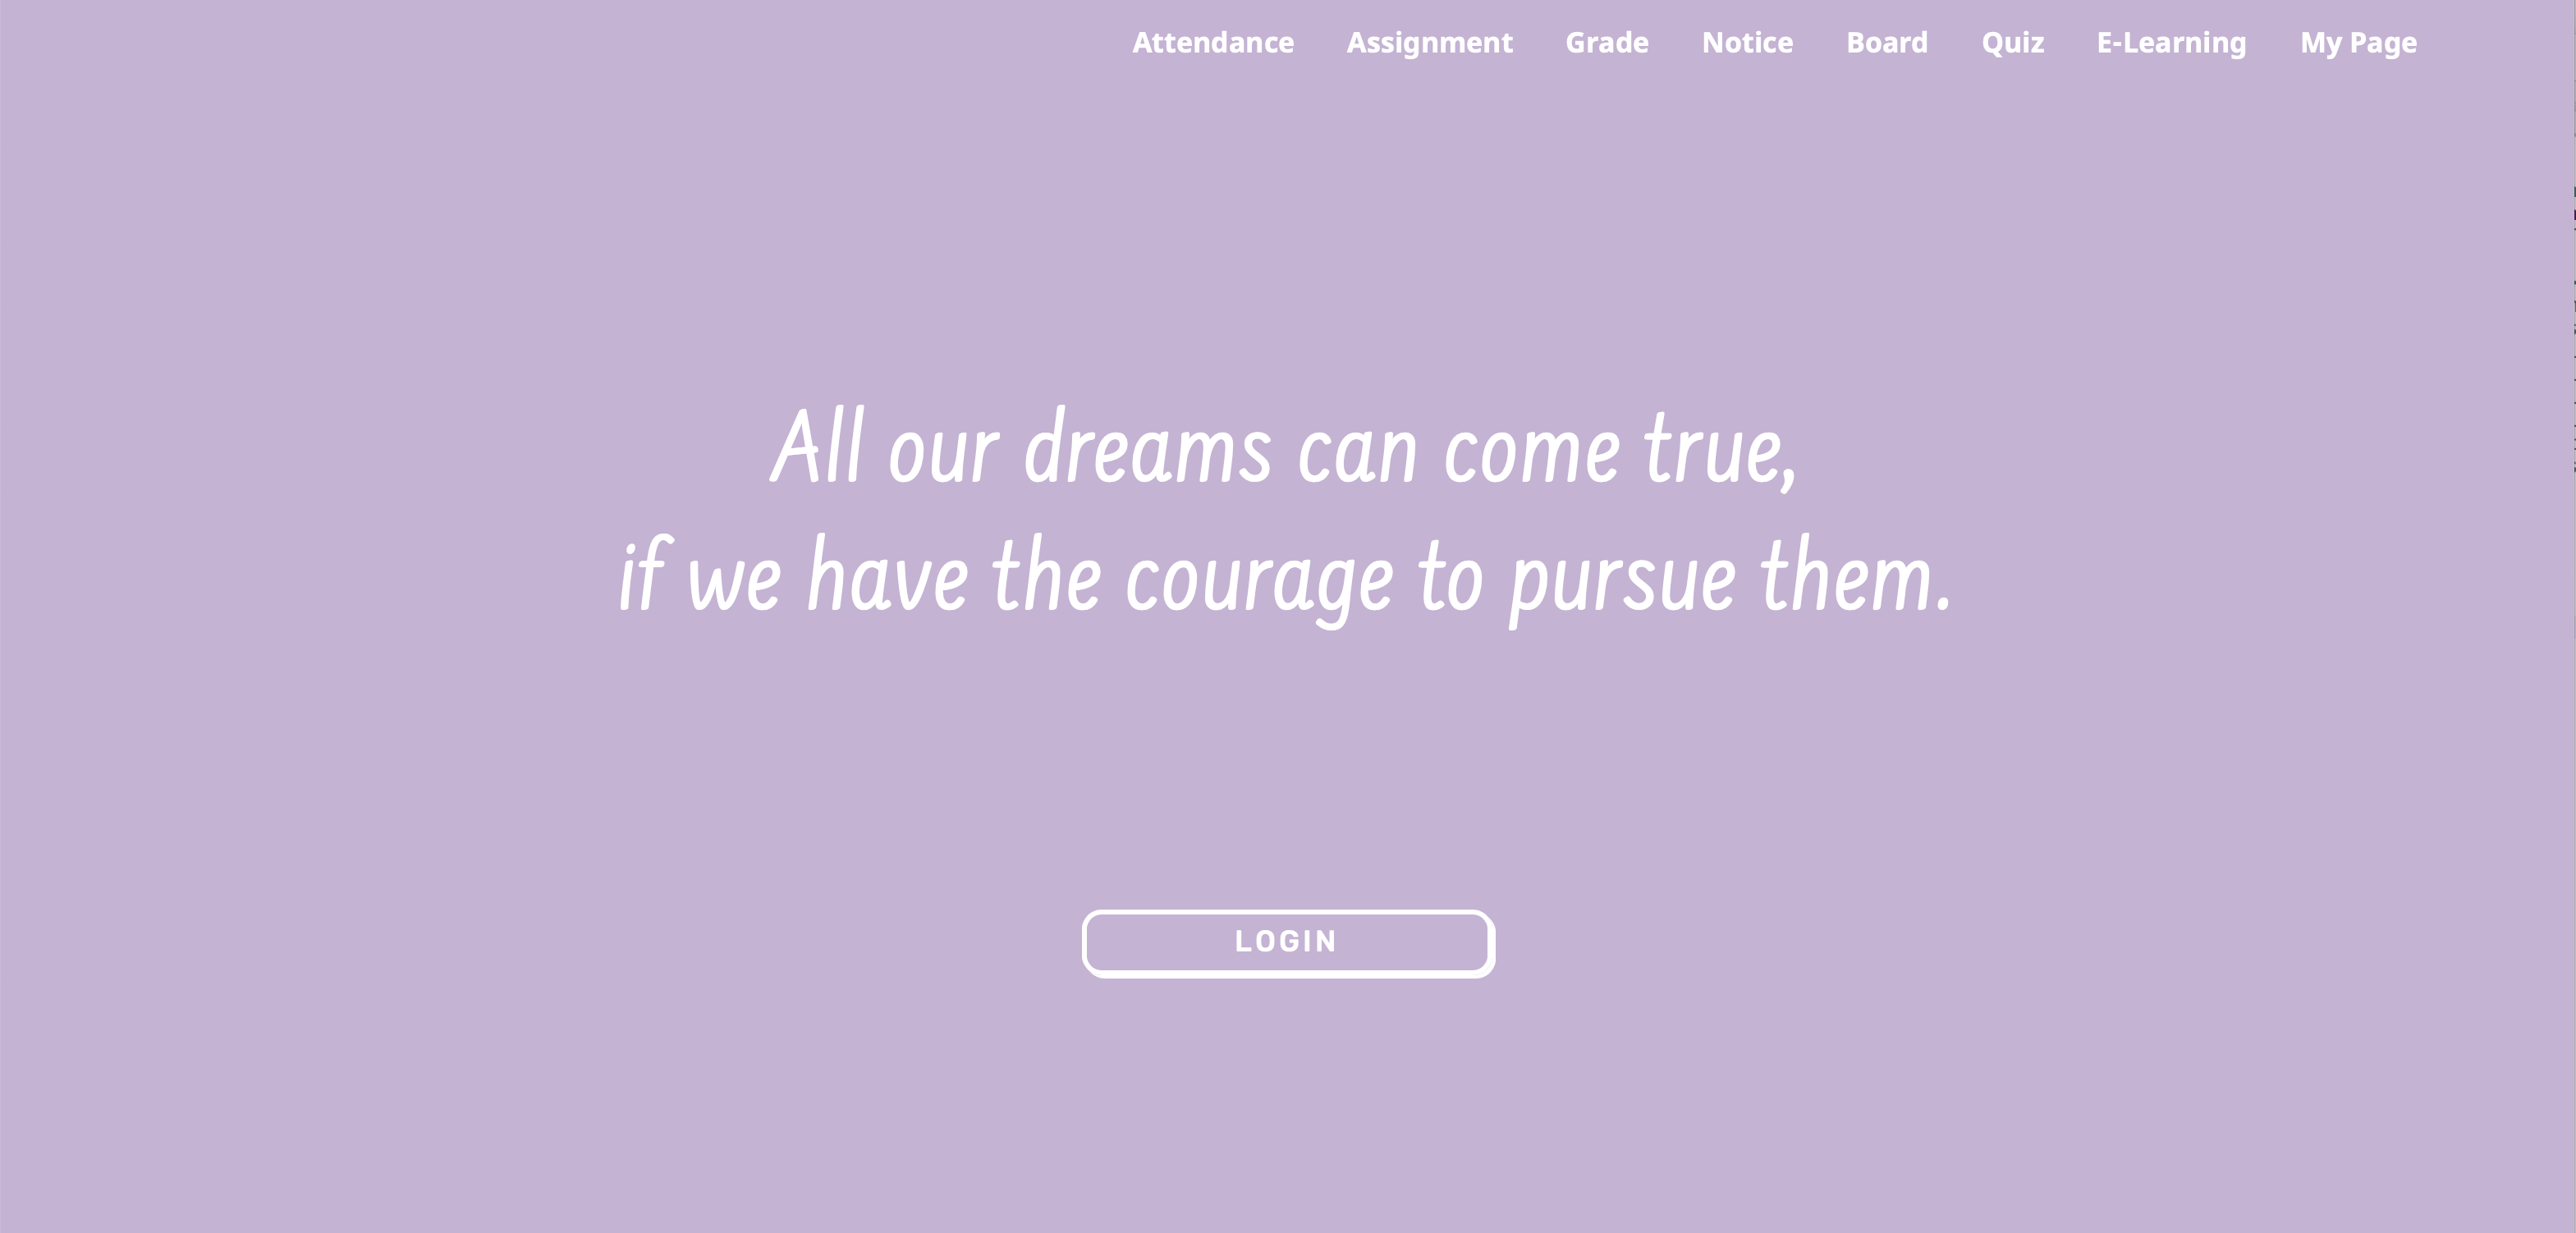 Attendance Assignment Grade Notice Board Quiz E-Learning My Page
All our dreams can come true,
if we have the courage to pursue them.
LOGIN